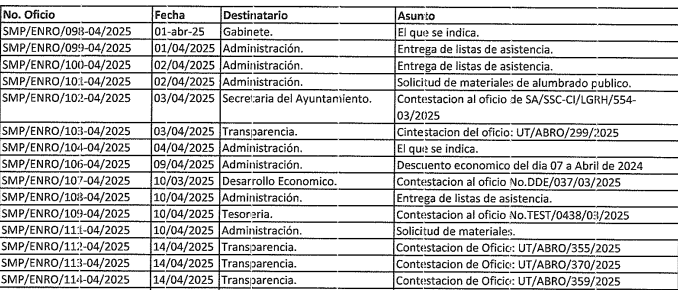 No. Oficio Fecha Destinatario Asunto
SMP/ENRO/098-04/2025 01-abr-25 Gabinete. El que se indica.
SMP/ENRO/099-04/2025 01/04/2025 Administración. Entrega de listas de asistencia.
SMP/ENRO/100-04/2025 02/04/2025 Administración. Entrega de listas de asistencia.
SMP/ENRO/101-04/2025 02/04/2025 Administración. Solicitud de materiales de alumbrado publico.
SMP/ENRO/102-04/2025 03/04/2025 Secretaria del Ayuntamiento. Contestacion al oficio de SA/SSC-CI/LGRH/554-
03/2025
SMP/ENRO/103-04/2025 03/04/2025 Transparencia. Cintestacion del oficio: UT/ABRO/299/2025
SMP/ENRO/104-04/2025 04/04/2025 Administración. El que se indica.
SMP/ENRO/106-04/2025 09/04/2025 Administración. Descuento economico del dia 07 a Abril de 2024
SMP/ENRO/107-04/2025 10/03/2025 Desarrollo Economico. Contestacion al oficio No.DDE/037/03/2025
SMP/ENRO/108-04/2025 10/04/2025 Administración. Entrega de listas de asistencia.
SMP/ENRO/109-04/2025 10/04/2025 Tesoreria. Contestacion al oficio No.TEST/0438/03/2025
SMP/ENRO/111-04/2025 10/04/2025 Administración. Solicitud de materiales.
SMP/ENRO/112-04/2025 14/04/2025 Transparencia. Contestacion de Oficio: UT/ABRO/355/2025
SMP/ENRO/113-04/2025 14/04/2025 Transparencia. Contestacion de Oficio: UT/ABRO/370/2025
SMP/ENRO/114-04/2025 14/04/2025 Transparencia. Contestacion de Oficio: UT/ABRO/359/2025